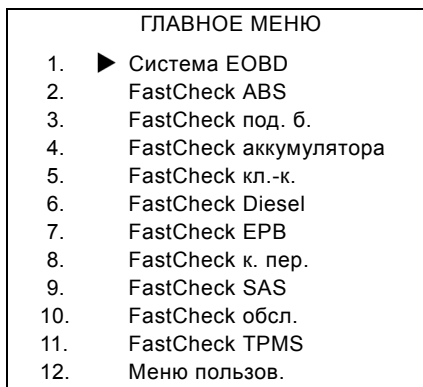 ГЛАВНОЕ МЕНЮ
1. ▶ Система EOBD
2. FastCheck ABS
3. FastCheck под. б.
4. FastCheck аккумулятора
5. FastCheck кл.-к.
6. FastCheck Diesel
7. FastCheck EPB
8. FastCheck к. пер.
9. FastCheck SAS
10. FastCheck обсл.
11. FastCheck TPMS
12. Меню пользов.